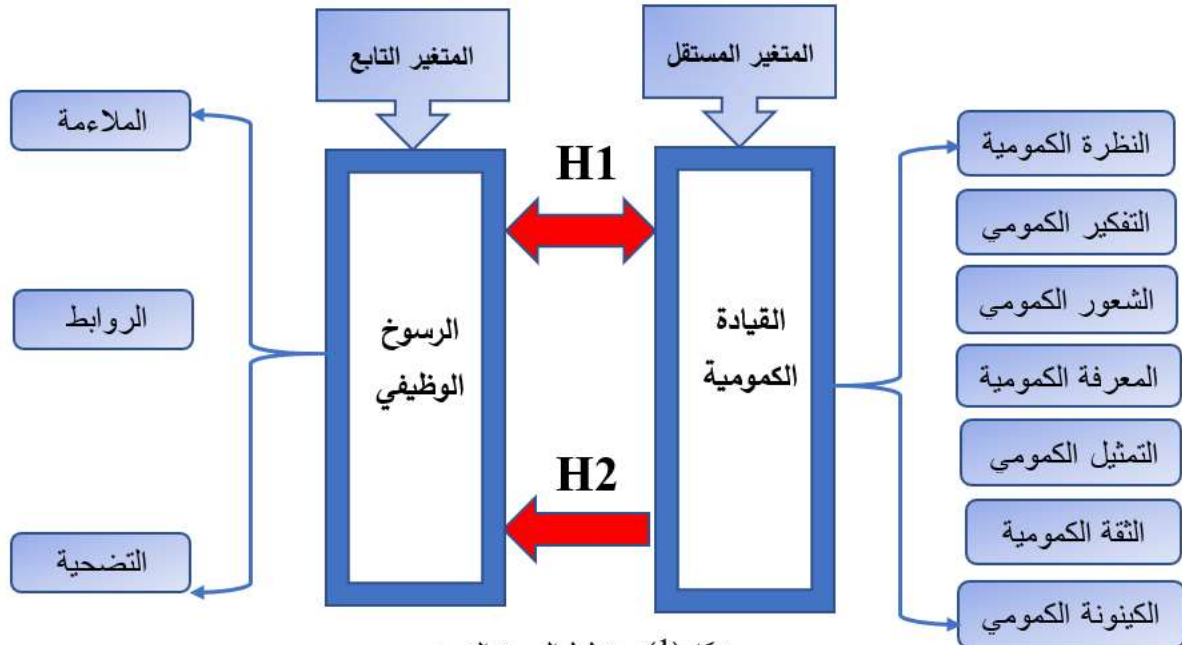 المتغير المستقل
المتغير التابع
النظرة الكمومية
التفكير الكمومي
الشعور الكمومي
المعرفة الكمومية
التمثيل الكمومي
الثقة الكمومية
الكينونة الكمومي
القيادة
الكمومية
H1
H2
الرسوخ
الوظيفي
الملاءمة
الروابط
التضحية